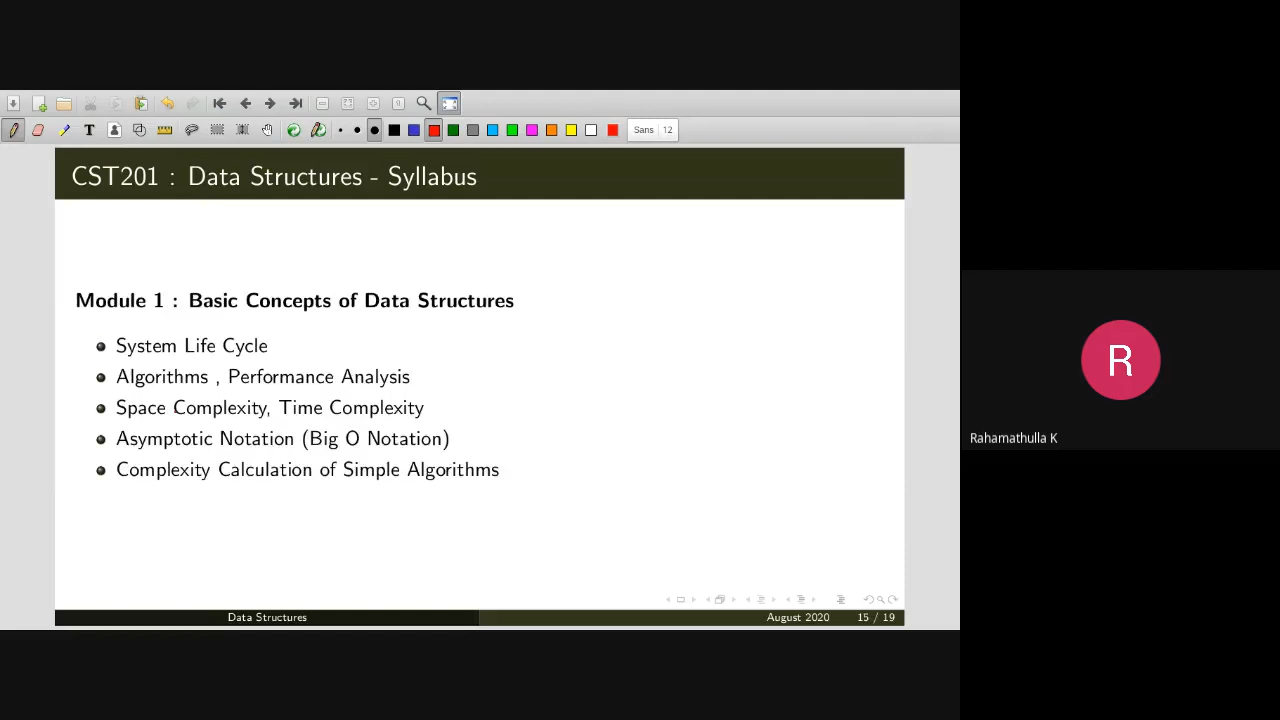 Sans 12
CST201 : Data Structures - Syllabus
Module 1 : Basic Concepts of Data Structures
System Life Cycle
Algorithms , Performance Analysis
Space Complexity, Time Complexity
Asymptotic Notation (Big O Notation)
Complexity Calculation of Simple Algorithms
Data Structures August 2020 15 / 19
R
Rahamathulla K